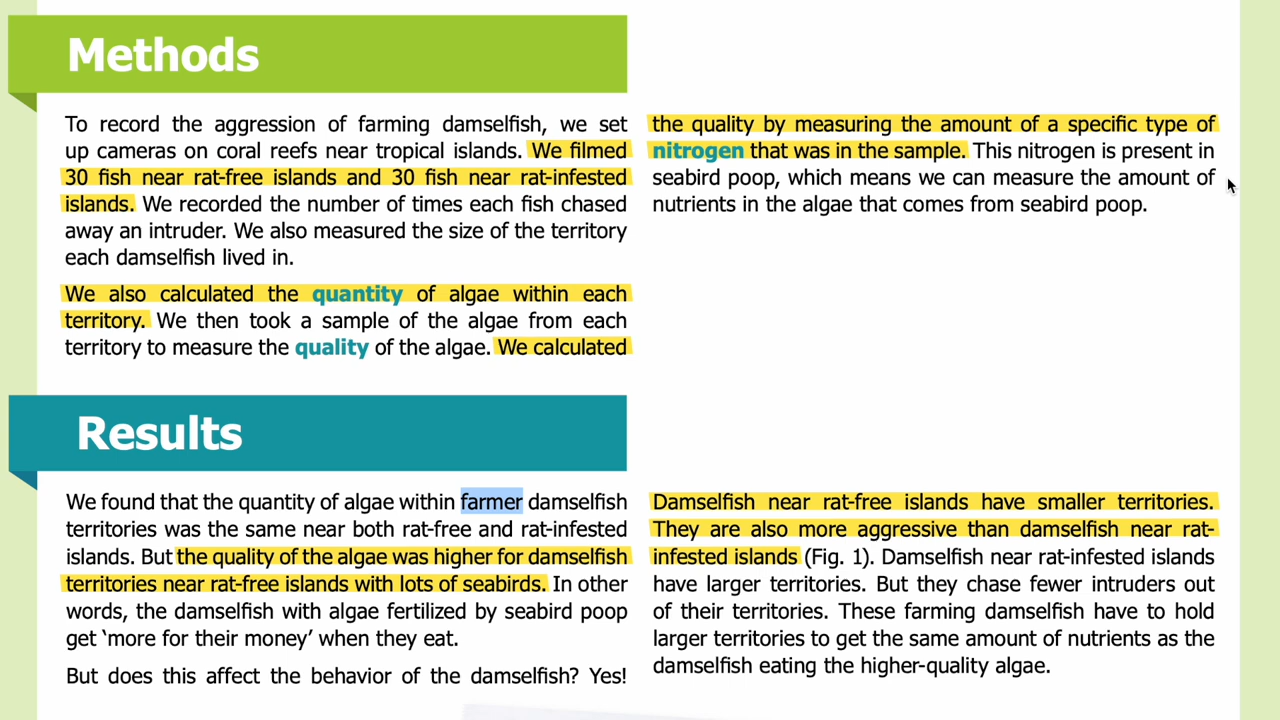 Methods
To record the aggression of farming damselfish, we set
up cameras on coral reefs near tropical islands. We filmed
30 fish near rat-free islands and 30 fish near rat-infested
islands. We recorded the number of times each fish chased
away an intruder. We also measured the size of the territory
each damselfish lived in.
We also calculated the quantity of algae within each
territory. We then took a sample of the algae from each
territory to measure the quality of the algae. We calculated
the quality by measuring the amount of a specific type of
nitrogen that was in the sample. This nitrogen is present in
seabird poop, which means we can measure the amount of
nutrients in the algae that comes from seabird poop.
Results
We found that the quantity of algae within farmer damselfish
territories was the same near both rat-free and rat-infested
islands. But the quality of the algae was higher for damselfish
territories near rat-free islands with lots of seabirds. In other
words, the damselfish with algae fertilized by seabird poop
get ‘more for their money’ when they eat.
But does this affect the behavior of the damselfish? Yes!
Damselfish near rat-free islands have smaller territories.
They are also more aggressive than damselfish near rat-
infested islands (Fig. 1). Damselfish near rat-infested islands
have larger territories. But they chase fewer intruders out
of their territories. These farming damselfish have to hold
larger territories to get the same amount of nutrients as the
damselfish eating the higher-quality algae.